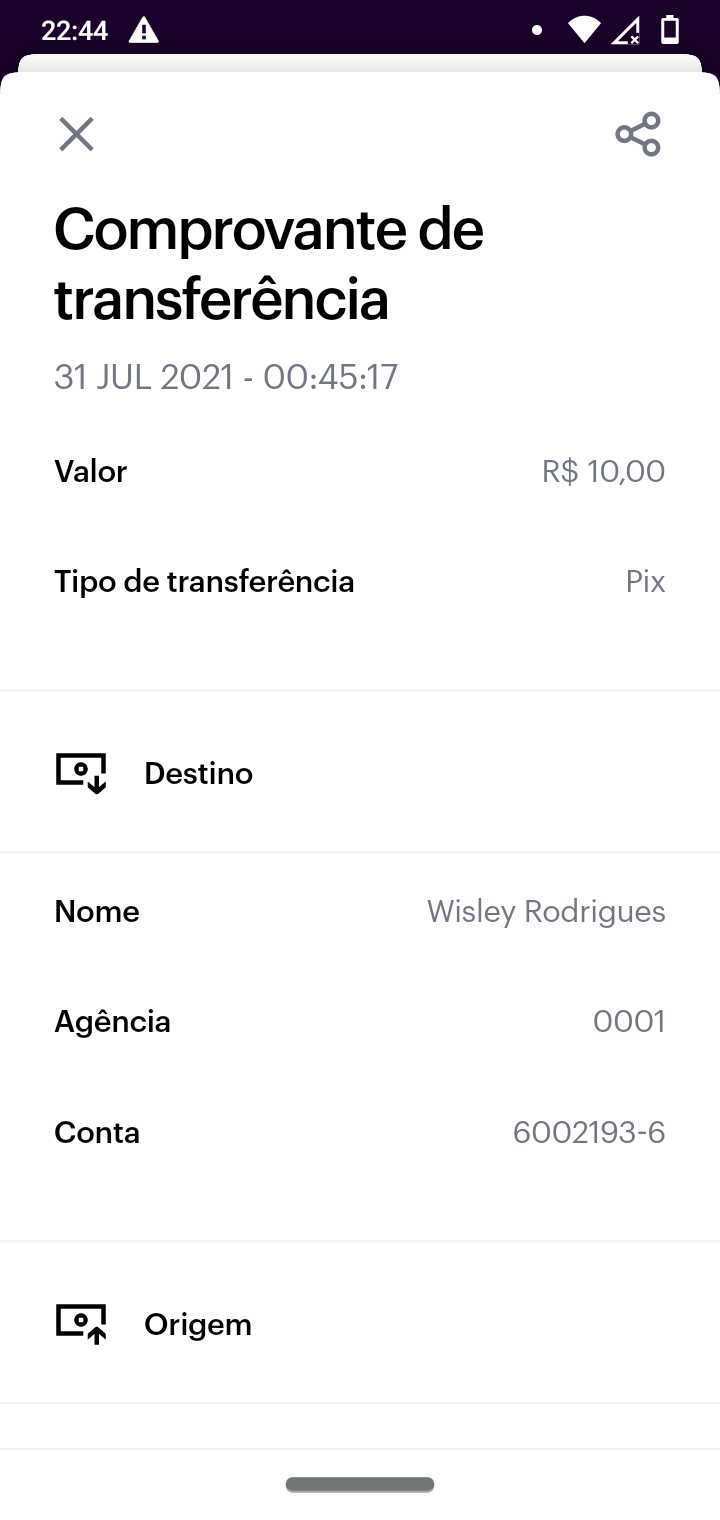 22:44
Comprovante de
transferência
31 JUL 2021 - 00:45:17
Valor R$ 10,00
Tipo de transferência Pix
Destino
Nome Wisley Rodrigues
Agência 0001
Conta 6002193-6
Origem